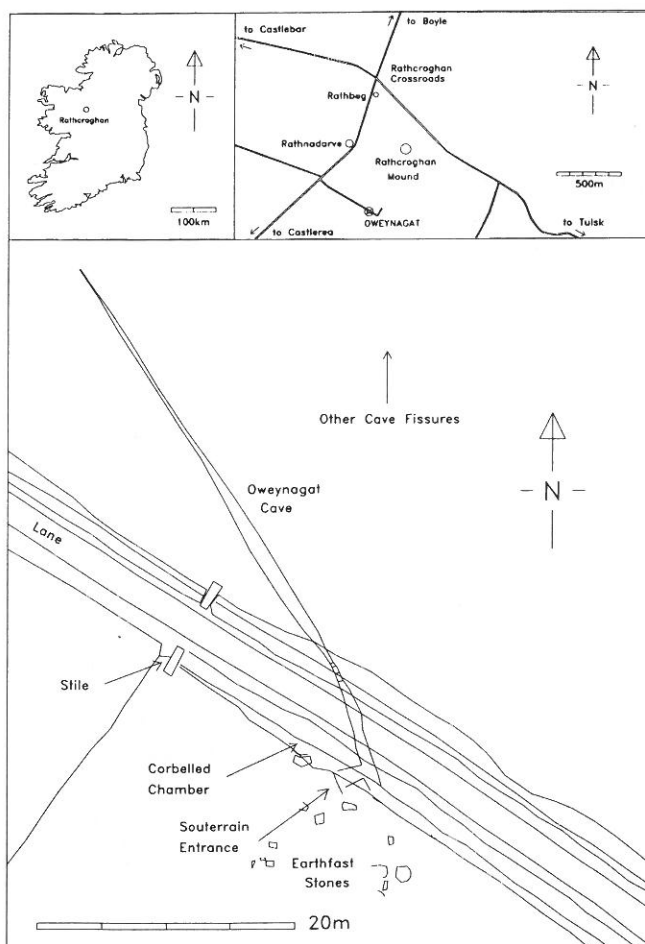 N
Rathcroghan
100km
to Castlebar
to Boyle
Rathcroghan
Crossroads
Rathbeg
Rathnadarve
Rathcroghan
Mound
OWEYNAGAT
to Castlerea
to Tulsk
N
500m
Other Cave Fissures
Oweynagat
Cave
N
Lane
Stile
Corbelled
Chamber
Souterrain
Entrance
Earthfast
Stones
20m